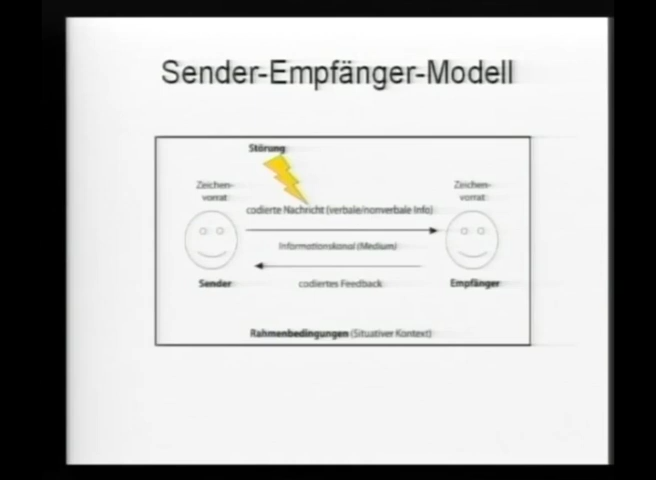 Sender-Empfänger-Modell
Störung
Zeichen-
vorrat
Zeichen-
vorrat
codierte Nachricht (verbale/nonverbale Info)
Informationskanal (Medium)
Sender
codiertes Feedback
Empfänger
Rahmenbedingungen (Situativer Kontext)